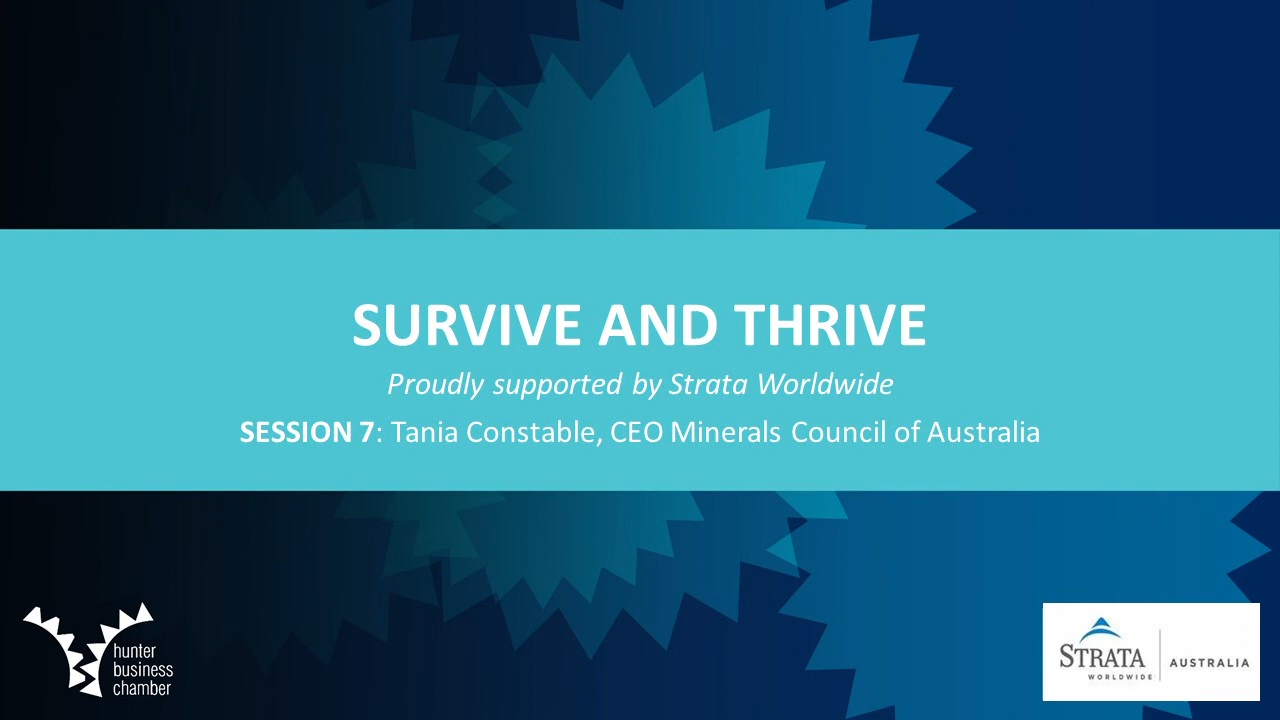 SURVIVE AND THRIVE
Proudly supported by Strata Worldwide
SESSION 7: Tania Constable, CEO Minerals Council of Australia
hunter
business
chamber
STRATA
WORLDWIDE
AUSTRALIA